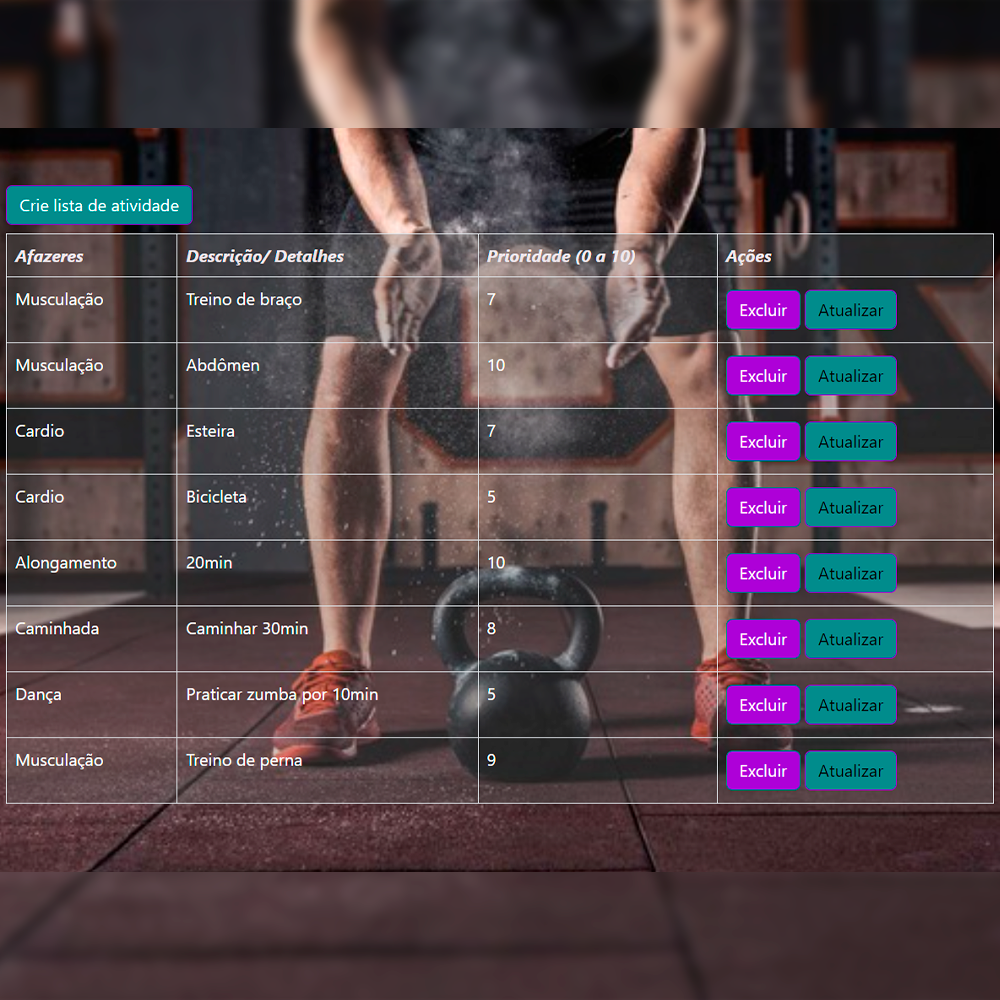 Crie lista de atividade
Afazeres Descrição/ Detalhes Prioridade (0 a 10) Ações
Musculação Treino de braço 7 Excluir Atualizar
Musculação Abdômen 10 Excluir Atualizar
Cardio Esteira 7 Excluir Atualizar
Cardio Bicicleta 5 Excluir Atualizar
Alongamento 20min 10 Excluir Atualizar
Caminhada Caminhar 30min 8 Excluir Atualizar
Dança Praticar zumba por 10min 5 Excluir Atualizar
Musculação Treino de perna 9 Excluir Atualizar